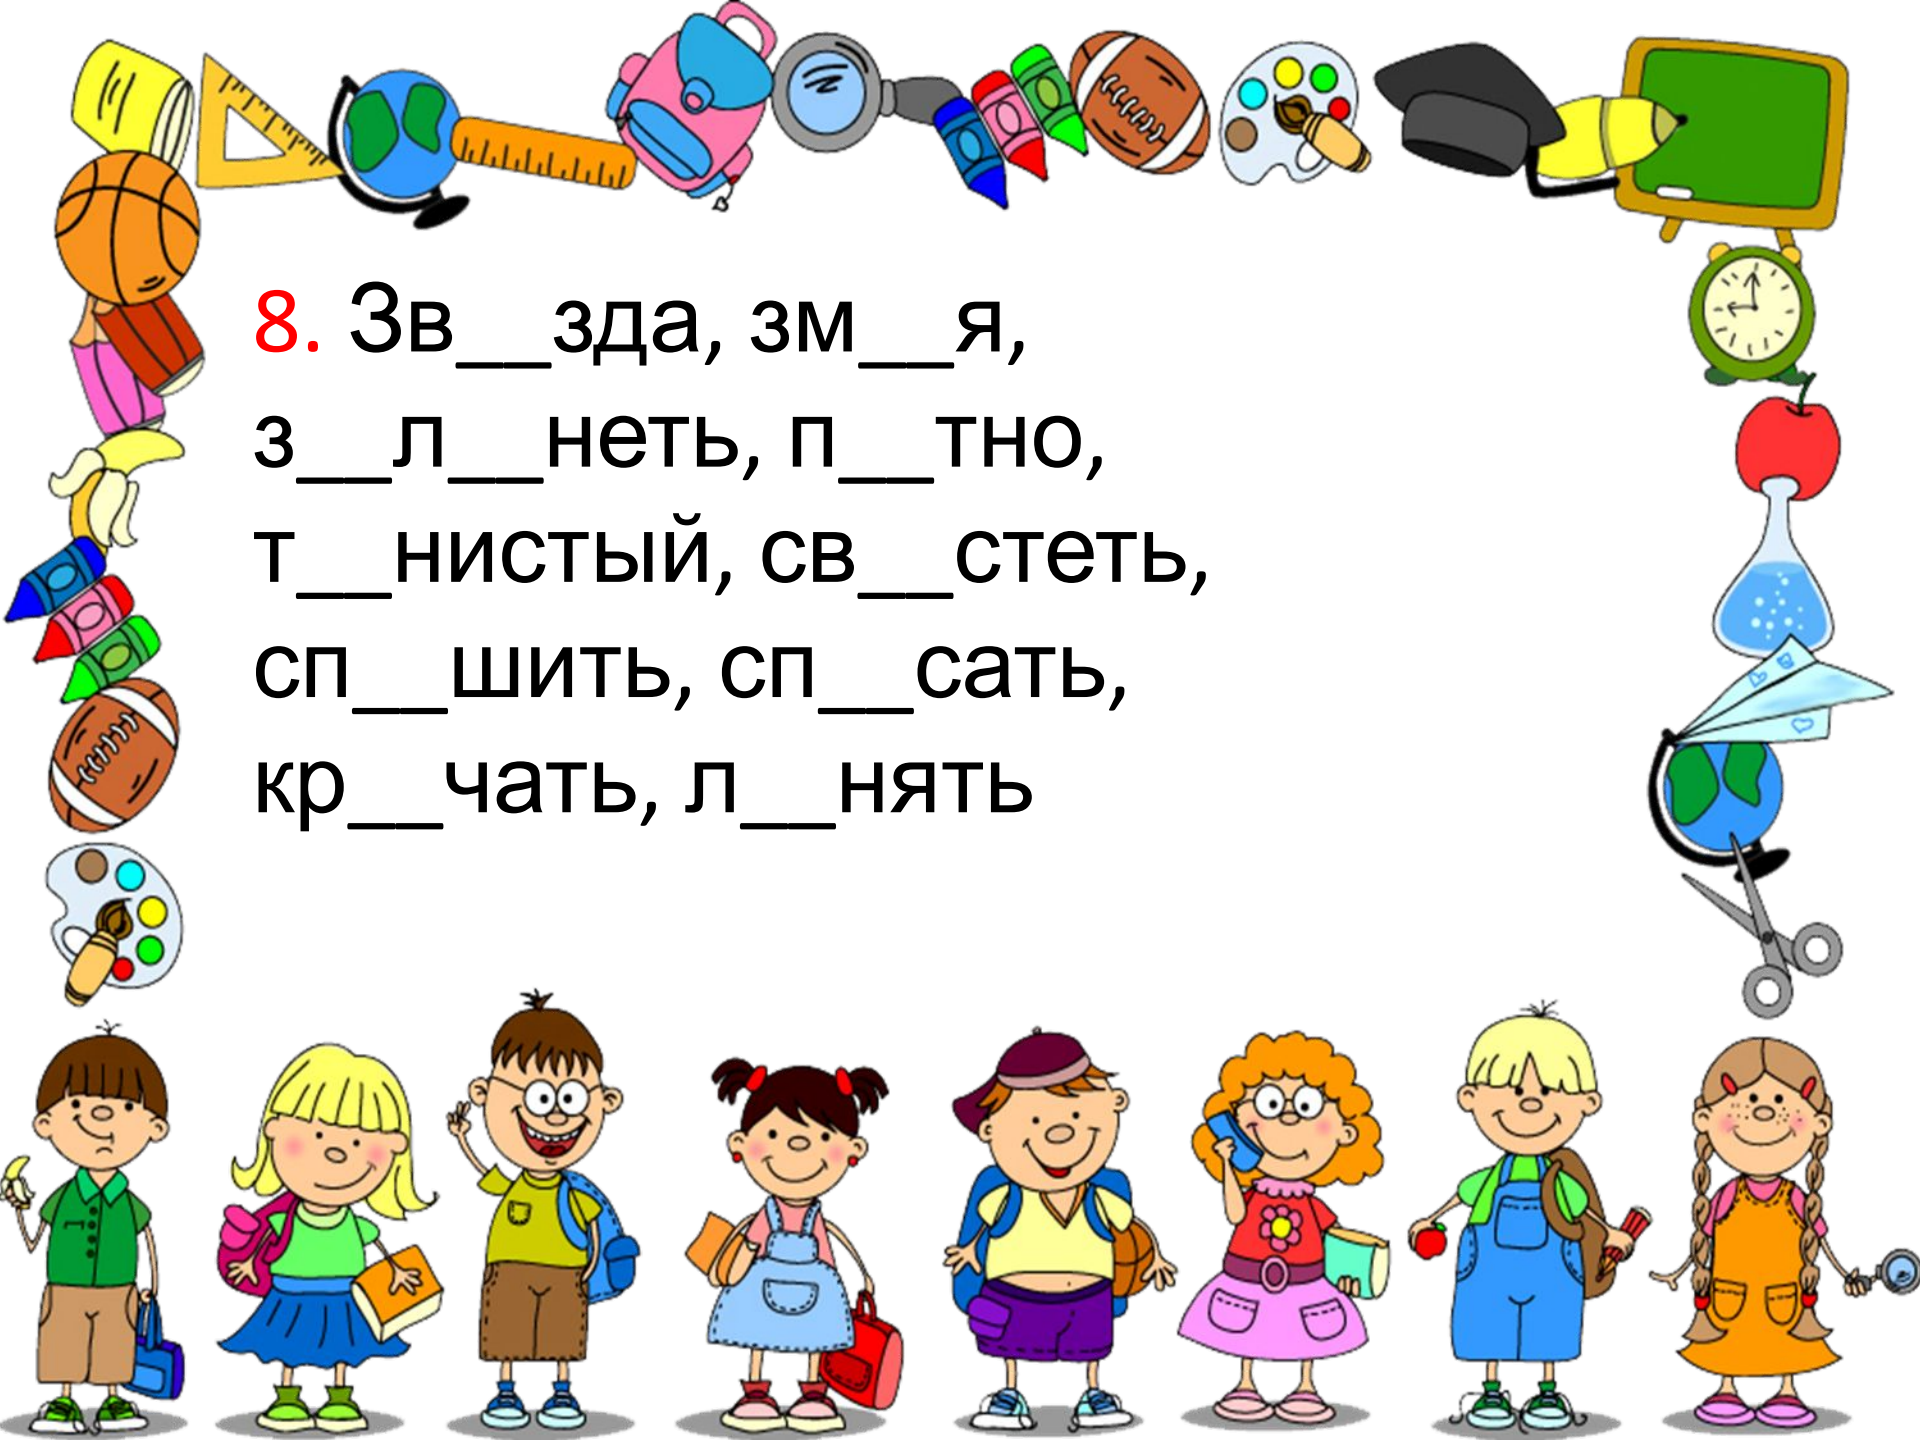 8. Зв__зда, зм__я,
з__л__неть, п__тно,
т__нистый, св__стеть,
сп__шить, сп__сать,
кр__чать, л__нять